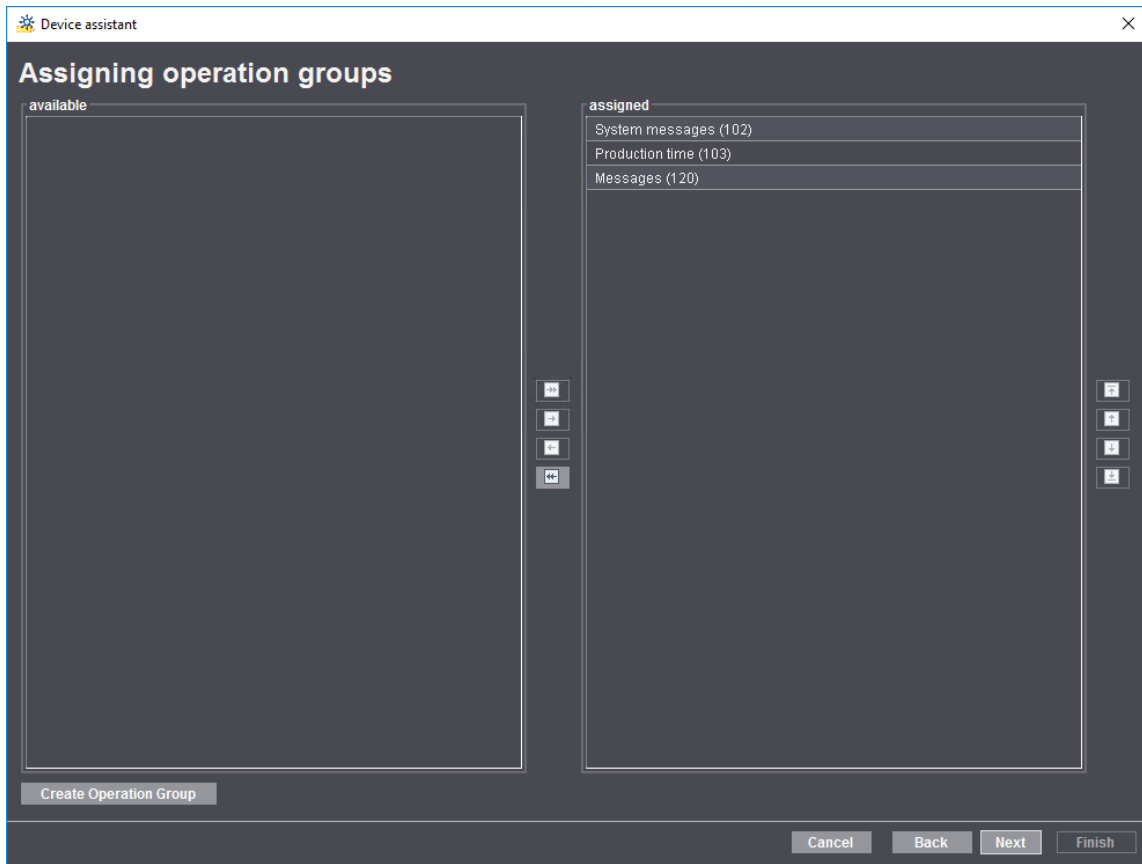 Device assistant
Assigning operation groups
available
assigned
System messages (102)
Production time (103)
Messages (120)
Create Operation Group
Cancel
Back
Next
Finish